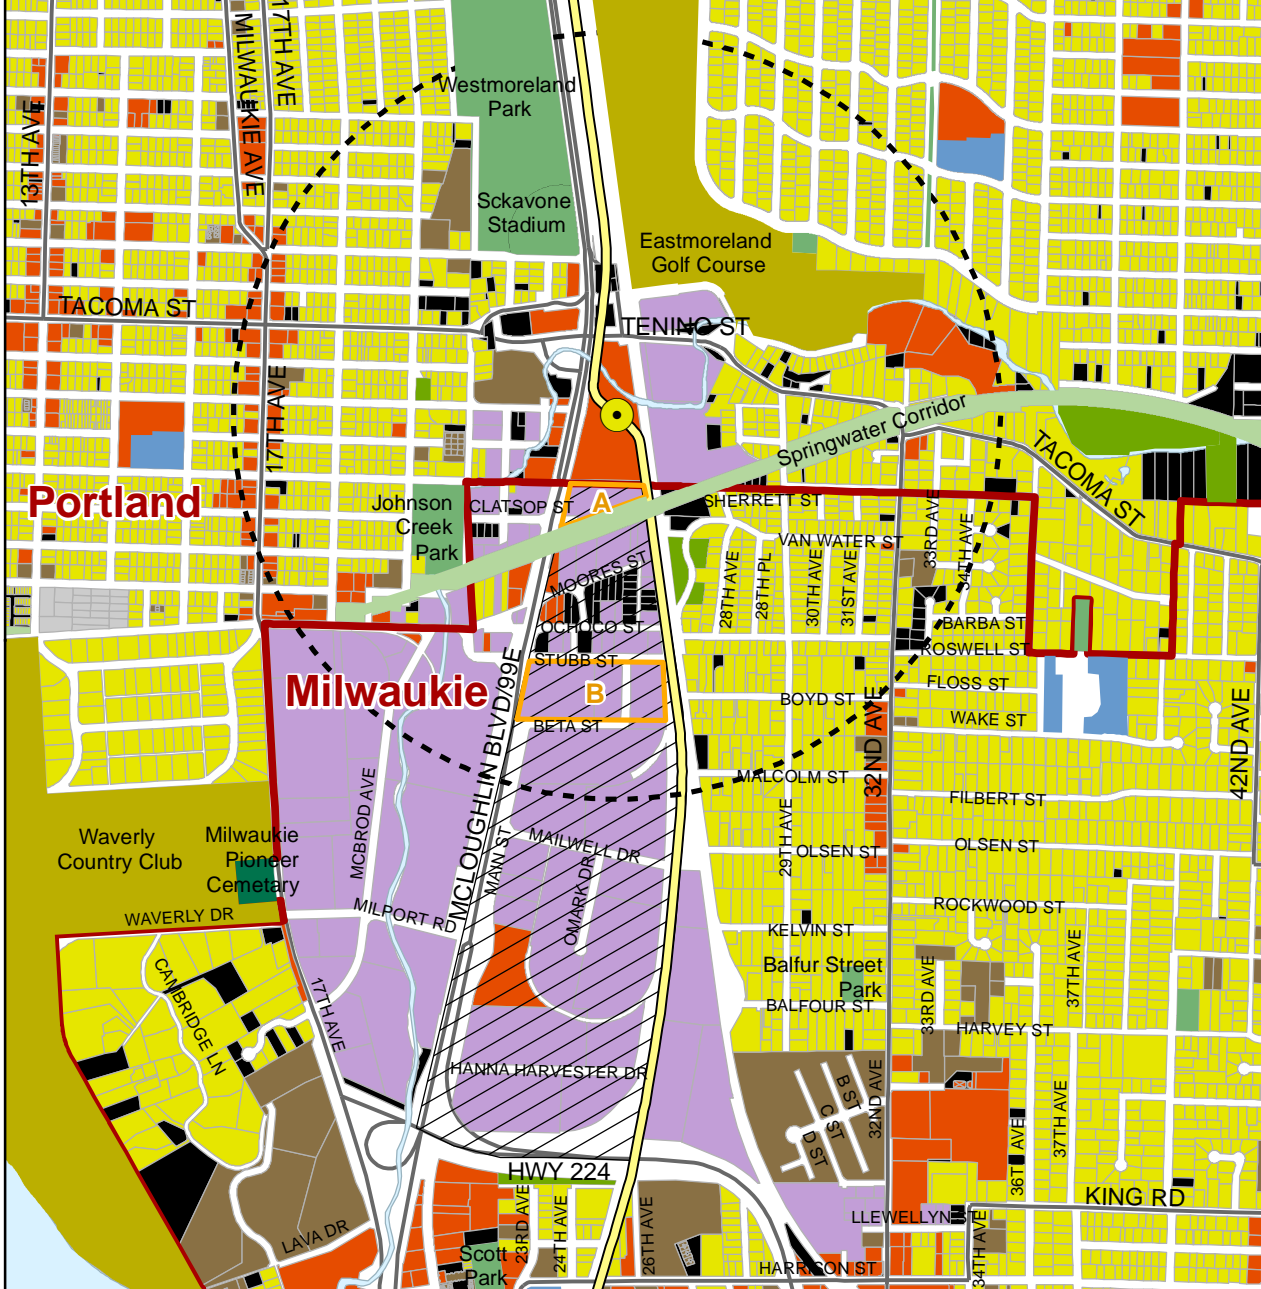 17TH AVE
MILWAUKIE AVE
13TH AVE
Westmoreland
Park
Sckavone
Stadium
Eastmoreland
Golf Course
TACOMA ST
TENINO ST
17TH AVE
Springwater Corridor
TACOMA ST
Portland
Johnson
Creek
Park
CLATSOP ST
A
SHERRETT ST
VAN WATER ST
33RD AVE
34TH AVE
MOORES ST
28TH AVE
28TH PL
30TH AVE
31ST AVE
OCHOCO ST
BARBA ST
ROSWELL ST
STUBB ST
Milwaukie
B
FLOSS ST
BOYD ST
WAKE ST
BETA ST
MCLOUGHLIN BLVD/99E
32ND AVE
42ND AVE
MALCOLM ST
FILBERT ST
MCBROD AVE
Waverly
Country Club
Milwaukie
Pioneer
Cemetary
MAIN ST
MAILWELL DR
29TH AVE
OLSEN ST
OLSEN ST
OMARK DR
WAVERLY DR
MILPORT RD
ROCKWOOD ST
KELVIN ST
CAMBRIDGE LN
17TH AVE
Balfur Street
Park
BALFOUR ST
33RD AVE
37TH AVE
HARVEY ST
HANNA HARVESTER DR
B ST
C ST
D ST
32ND AVE
37TH AVE
36TH AVE
HWY 224
KING RD
LLEWELLYN ST
LAVA DR
23RD AVE
24TH AVE
26TH AVE
34TH AVE
Scott
Park
HARRISON ST